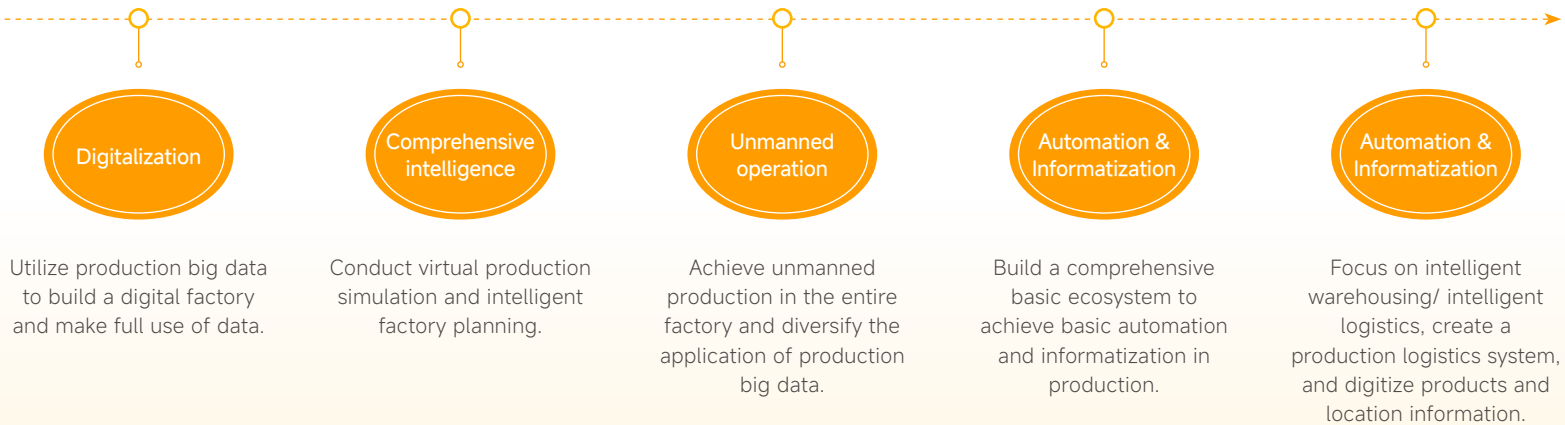 Digitalization
Utilize production big data
to build a digital factory
and make full use of data.
Comprehensive
intelligence
Conduct virtual production
simulation and intelligent
factory planning.
Unmanned
operation
Achieve unmanned
production in the entire
factory and diversify the
application of production
big data.
Automation &
Informatization
Build a comprehensive
basic ecosystem to
achieve basic automation
and informatization in
production.
Automation &
Informatization
Focus on intelligent
warehousing/ intelligent
logistics, create a
production logistics system,
and digitize products and
location information.